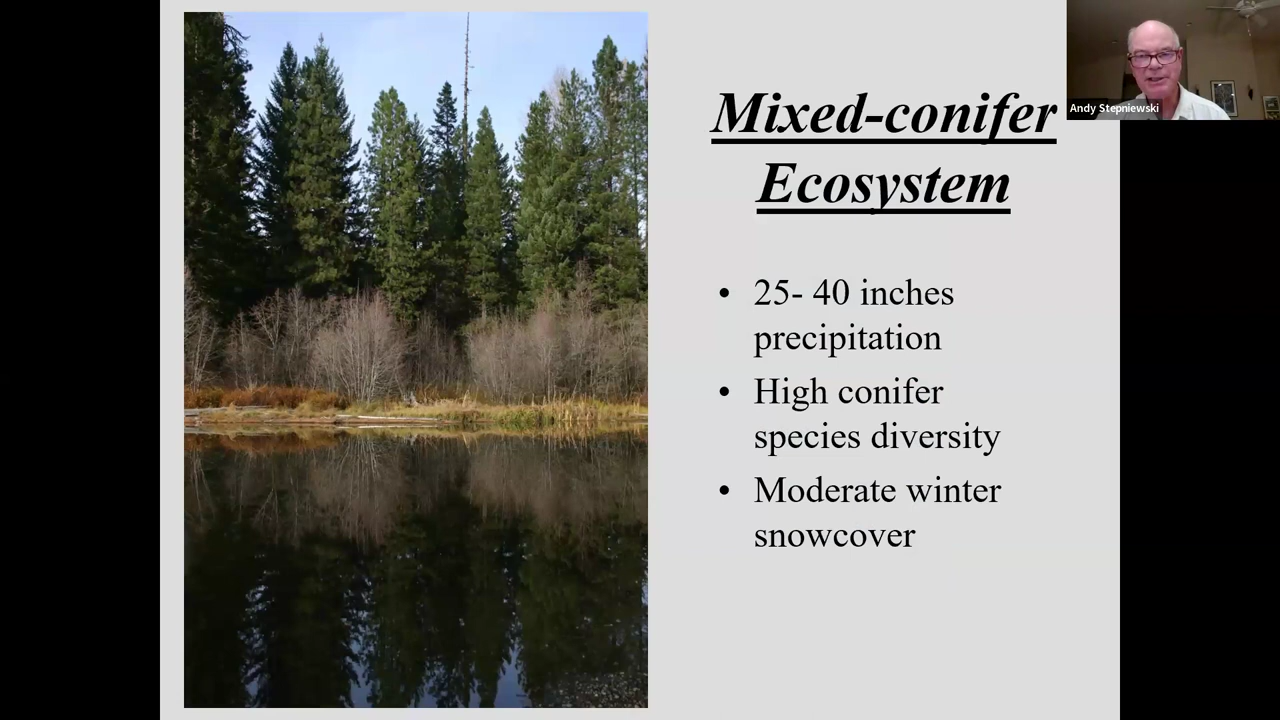 Mixed-conifer
Ecosystem
• 25- 40 inches
precipitation
• High conifer
species diversity
• Moderate winter
snowcover
Andy Stepniewski